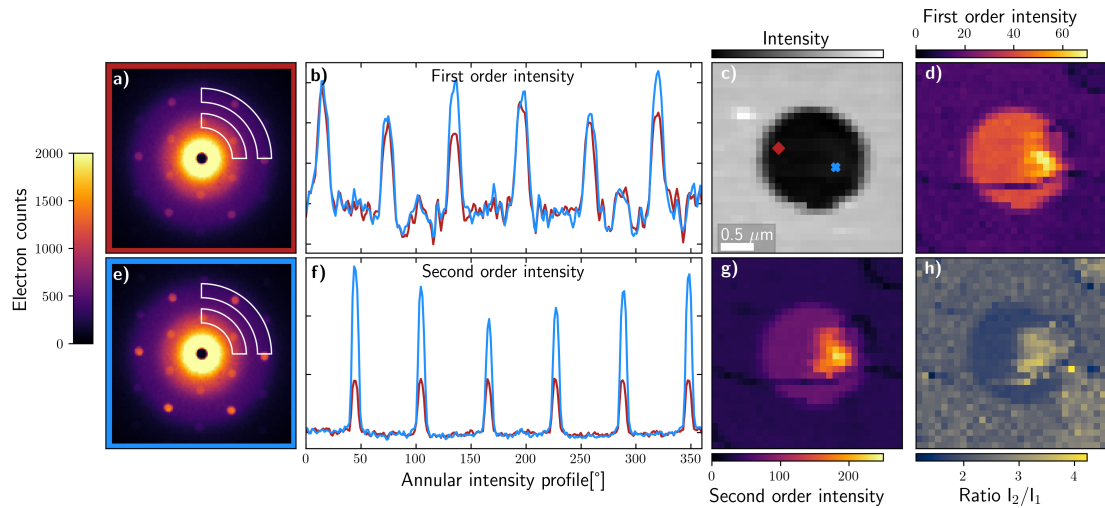 Intensity
First order intensity
0 20 40 60
a)
b)
First order intensity
c)
0.5 μm
d)
Electron counts
2000
1500
1000
500
0
e)
f)
Second order intensity
g)
h)
0 50 100 150 200 250 300 350
Annular intensity profile[°]
0 100 200
Second order intensity
2 3 4
Ratio I₂/I₁